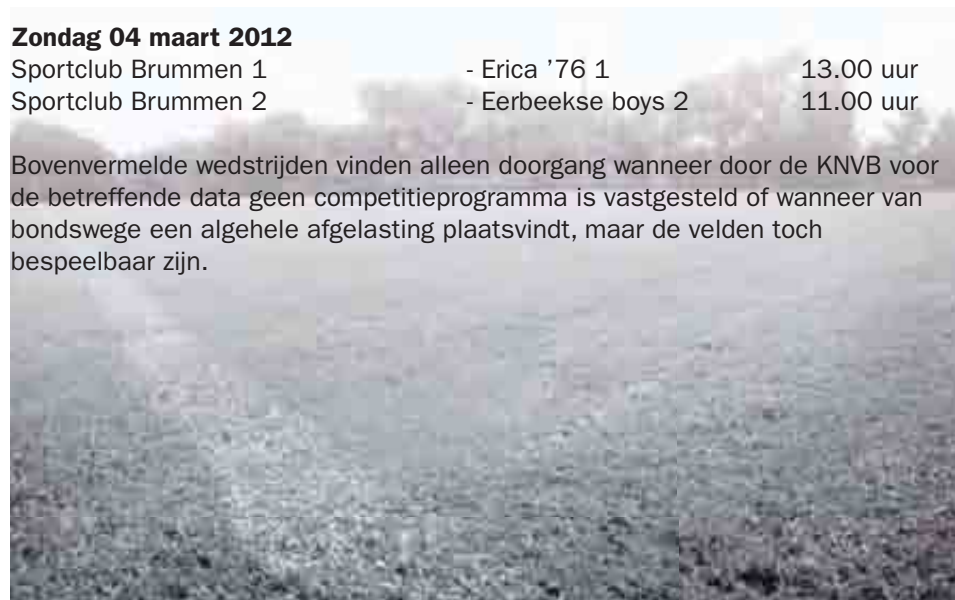 Zondag 04 maart 2012
Sportclub Brummen 1 - Erica ’76 1 13.00 uur
Sportclub Brummen 2 - Eerbeekse boys 2 11.00 uur
Bovenvermelde wedstrijden vinden alleen doorgang wanneer door de KNVB voor
de betreffende data geen competitieprogramma is vastgesteld of wanneer van
bondswege een algehele afgelasting plaatsvindt, maar de velden toch
bespeelbaar zijn.